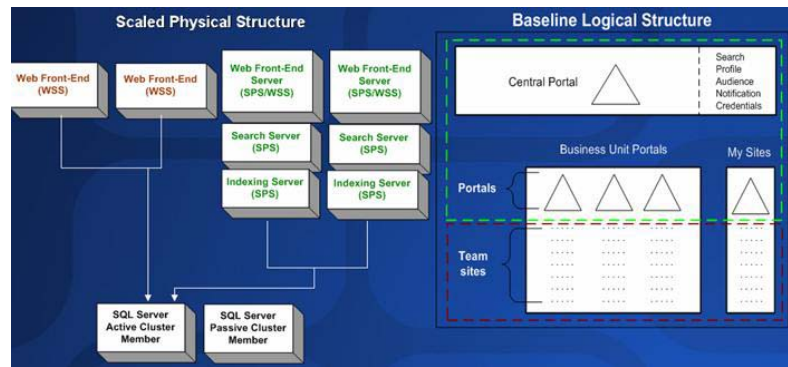 Scaled Physical Structure
Web Front-End
(WSS)
Web Front-End
(WSS)
Web Front-End
Server
(SPS/WSS)
Web Front-End
Server
(SPS/WSS)
Search Server
(SPS)
Search Server
(SPS)
Indexing Server
(SPS)
Indexing Server
(SPS)
SQL Server
Active Cluster
Member
SQL Server
Passive Cluster
Member
Baseline Logical Structure
Central Portal
Search
Profile
Audience
Notification
Credentials
Business Unit Portals
My Sites
Portals
Team
sites